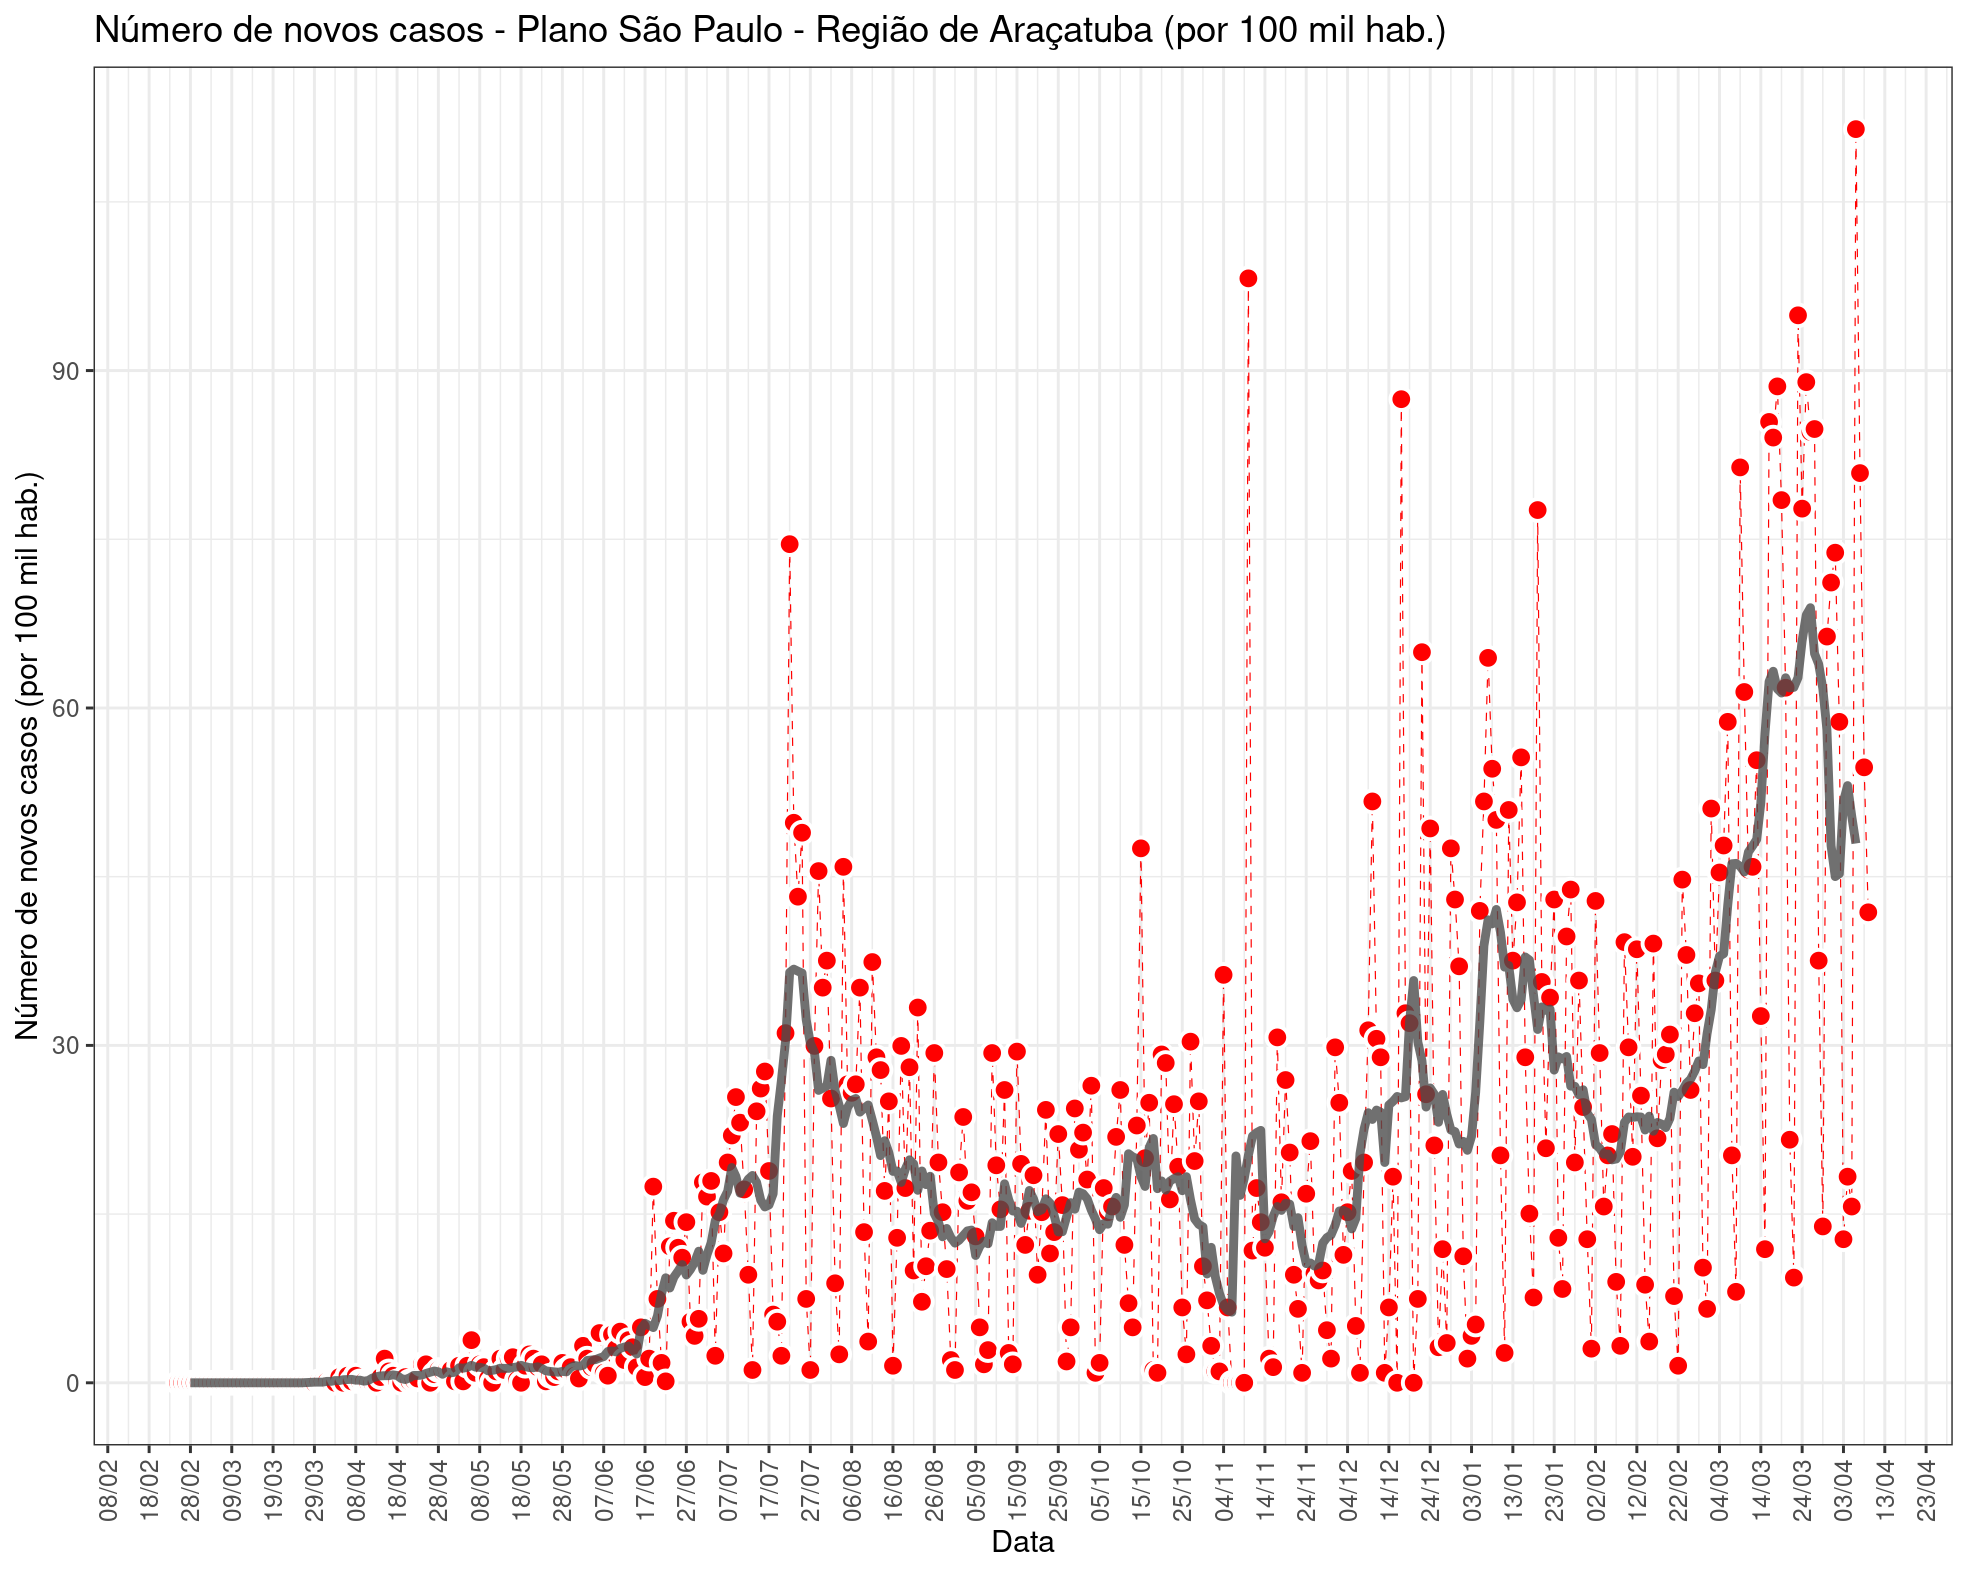 Número de novos casos - Plano São Paulo - Região de Araçatuba (por 100 mil hab.)
Número de novos casos (por 100 mil hab.)
90
60
30
0
08/02 18/02 28/02 09/03 19/03 29/03 08/04 18/04 28/04 08/05 18/05 28/05 07/06 17/06 27/06 07/07 17/07 27/07 06/08 16/08 26/08 05/09 15/09 25/09 05/10 15/10 25/10 04/11 14/11 24/11 04/12 14/12 24/12 03/01 13/01 23/01 02/02 12/02 22/02 04/03 14/03 24/03 03/04 13/04 23/04
Data